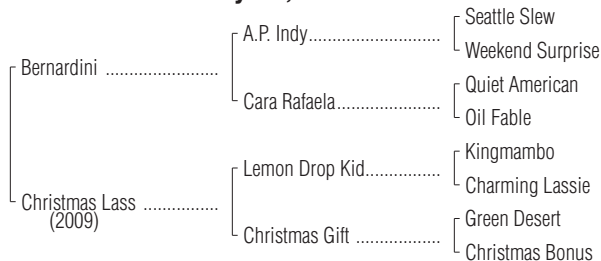 Seattle Slew
A.P. Indy
Weekend Surprise
Bernardini
Quiet American
Cara Rafaela
Oil Fable
Kingmambo
Lemon Drop Kid
Charming Lassie
Christmas Lass
(2009)
Green Desert
Christmas Gift
Christmas Bonus